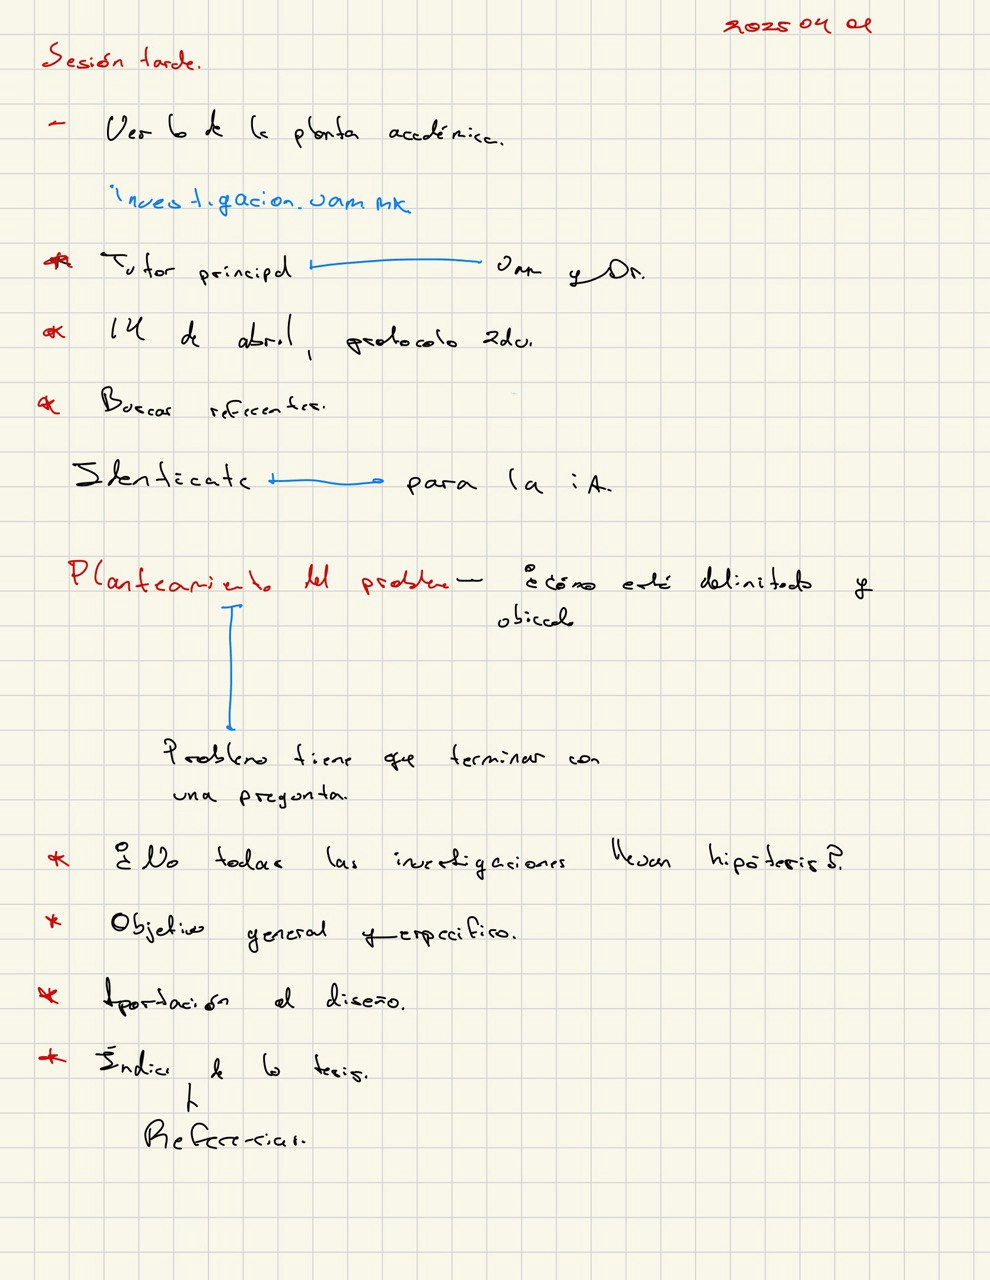 2025 04 01
Sesión tarde.
- Ver lo de la planta académica.
investigacion.uam.mx
* Tutor principal Uam y Dr.
* 14 de abril, protocolo 2do.
* Buscar referentes.
para la iA.
Planteamiento del problema — ¿cómo está delimitado y
Problema tiene que terminar con
una pregunta.
* ¿No todas las investigaciones llevan hipótesis?.
* Objetivo general y especifico.
* Aportación al diseño.
* Índice de la tesis.
Referencias.